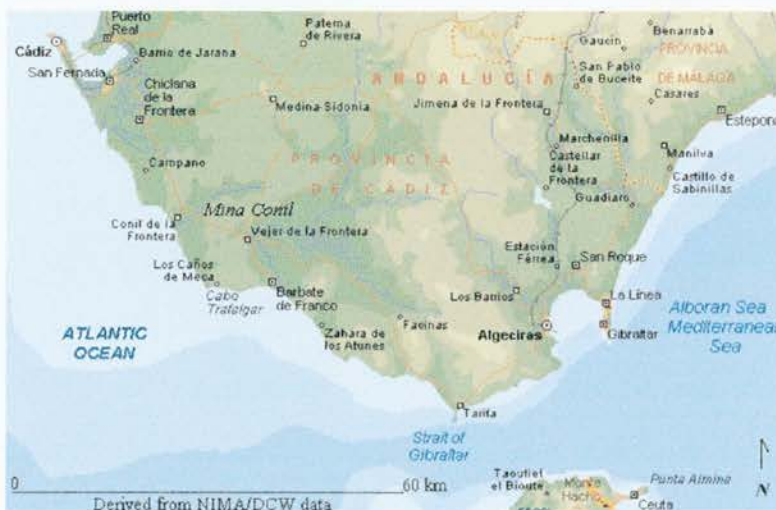 Puerto
Real
Cádiz
Barrio de Jarana
San Fernada
Chiclana
de la
Frontera
Paterna
de Rivera
Medina-Sidonia
ANDALUCÍA
Jimena de la Frontera
Gaucin
San Pablo
de Buceite
Benarrabà
PROVINCIA
DE MÁLAGA
Casares
Estepona
Marchenilla
Castellar
de la
Frontera
Manilva
Castillo de
Sabinillas
Guadiaro
PROVINCIA
DE CÁDIZ
Campano
Mina Conil
Conil de la
Frontera
Vejer de la Frontera
Los Caños
de Meca
Cabo
Trafalgar
Barbate
de Franco
Estación
Férrea
San Roque
Los Barrios
La Línea
Alboran Sea
Mediterranean
Sea
ATLANTIC
OCEAN
Zahara de
los Atunes
Facinas
Algeciras
Gibraltar
Tarifa
Strait of
Gibraltar
N
0
60 km
Derived from NIMA/DCW data
Monte
Hacho
Punta Almina
Ceuta